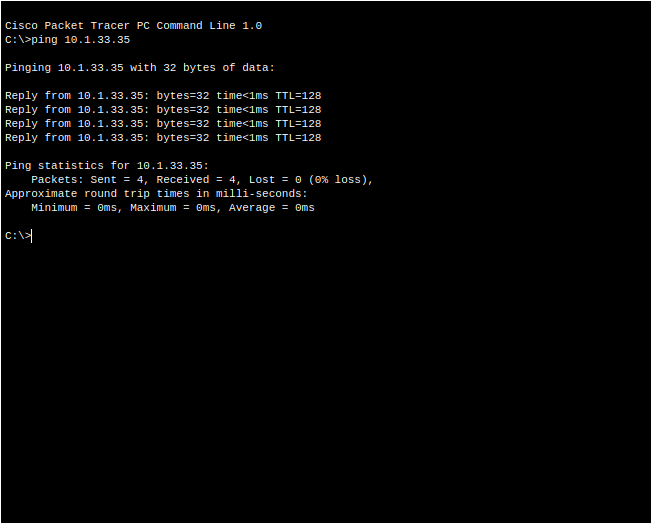 Cisco Packet Tracer PC Command Line 1.0
C:\>ping 10.1.33.35
Pinging 10.1.33.35 with 32 bytes of data:
Reply from 10.1.33.35: bytes=32 time<1ms TTL=128
Reply from 10.1.33.35: bytes=32 time<1ms TTL=128
Reply from 10.1.33.35: bytes=32 time<1ms TTL=128
Reply from 10.1.33.35: bytes=32 time<1ms TTL=128
Ping statistics for 10.1.33.35:
    Packets: Sent = 4, Received = 4, Lost = 0 (0% loss),
Approximate round trip times in milli-seconds:
    Minimum = 0ms, Maximum = 0ms, Average = 0ms
C:\>